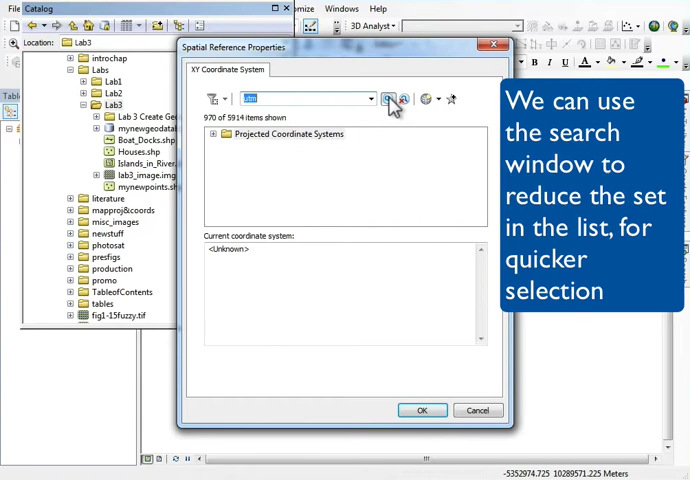 Catalog
tomize Windows Help
3D Analyst
Location: Lab3
introchap
Labs
Lab1
Lab2
Lab3
Lab 3 Create Geo
mynewgeodatab
Boat_Docks.shp
Houses.shp
Islands_in_River.
lab3_image.img
mynewpoints.sh
literature
mapproj&coords
misc_images
newstuff
photosat
presfigs
production
promo
TableofContents
tables
fig1-15fuzzy.tif
Table
Spatial Reference Properties
XY Coordinate System
utm
970 of 5914 items shown
Projected Coordinate Systems
Current coordinate system:
<Unknown>
OK Cancel
We can use
the search
window to
reduce the set
in the list, for
quicker
selection
B I U A
-5352974.725 10289571.225 Meters